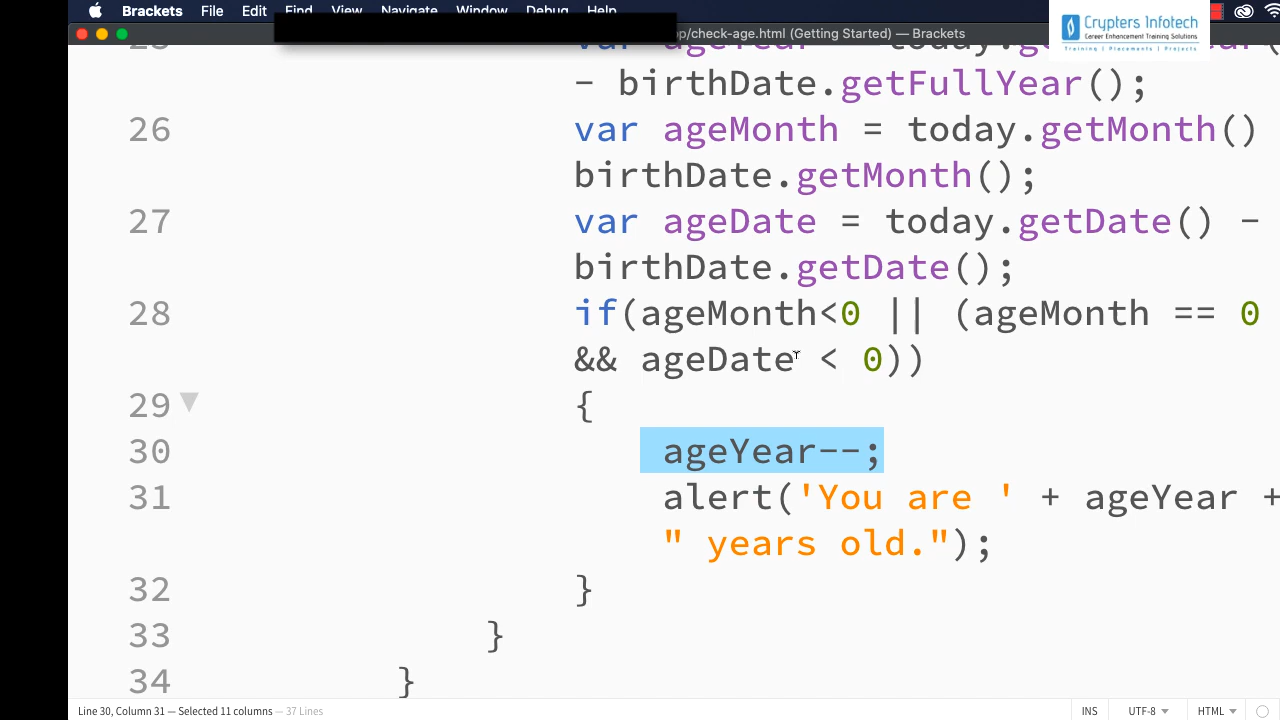 Brackets File Edit Find View Navigate Window Debug Help
p/check-age.html (Getting Started) — Brackets
Crypters Infotech
Career Enhancement Training Solutions
Training | Placements | Projects
- birthDate.getFullYear();
26 var ageMonth = today.getMonth()
birthDate.getMonth();
27 var ageDate = today.getDate() -
birthDate.getDate();
28 if(ageMonth<0 || (ageMonth == 0
&& ageDate < 0))
29 {
30 ageYear--;
31 alert('You are ' + ageYear +
" years old.");
32 }
33 }
34 }
Line 30, Column 31 — Selected 11 columns — 37 Lines
INS UTF-8 HTML